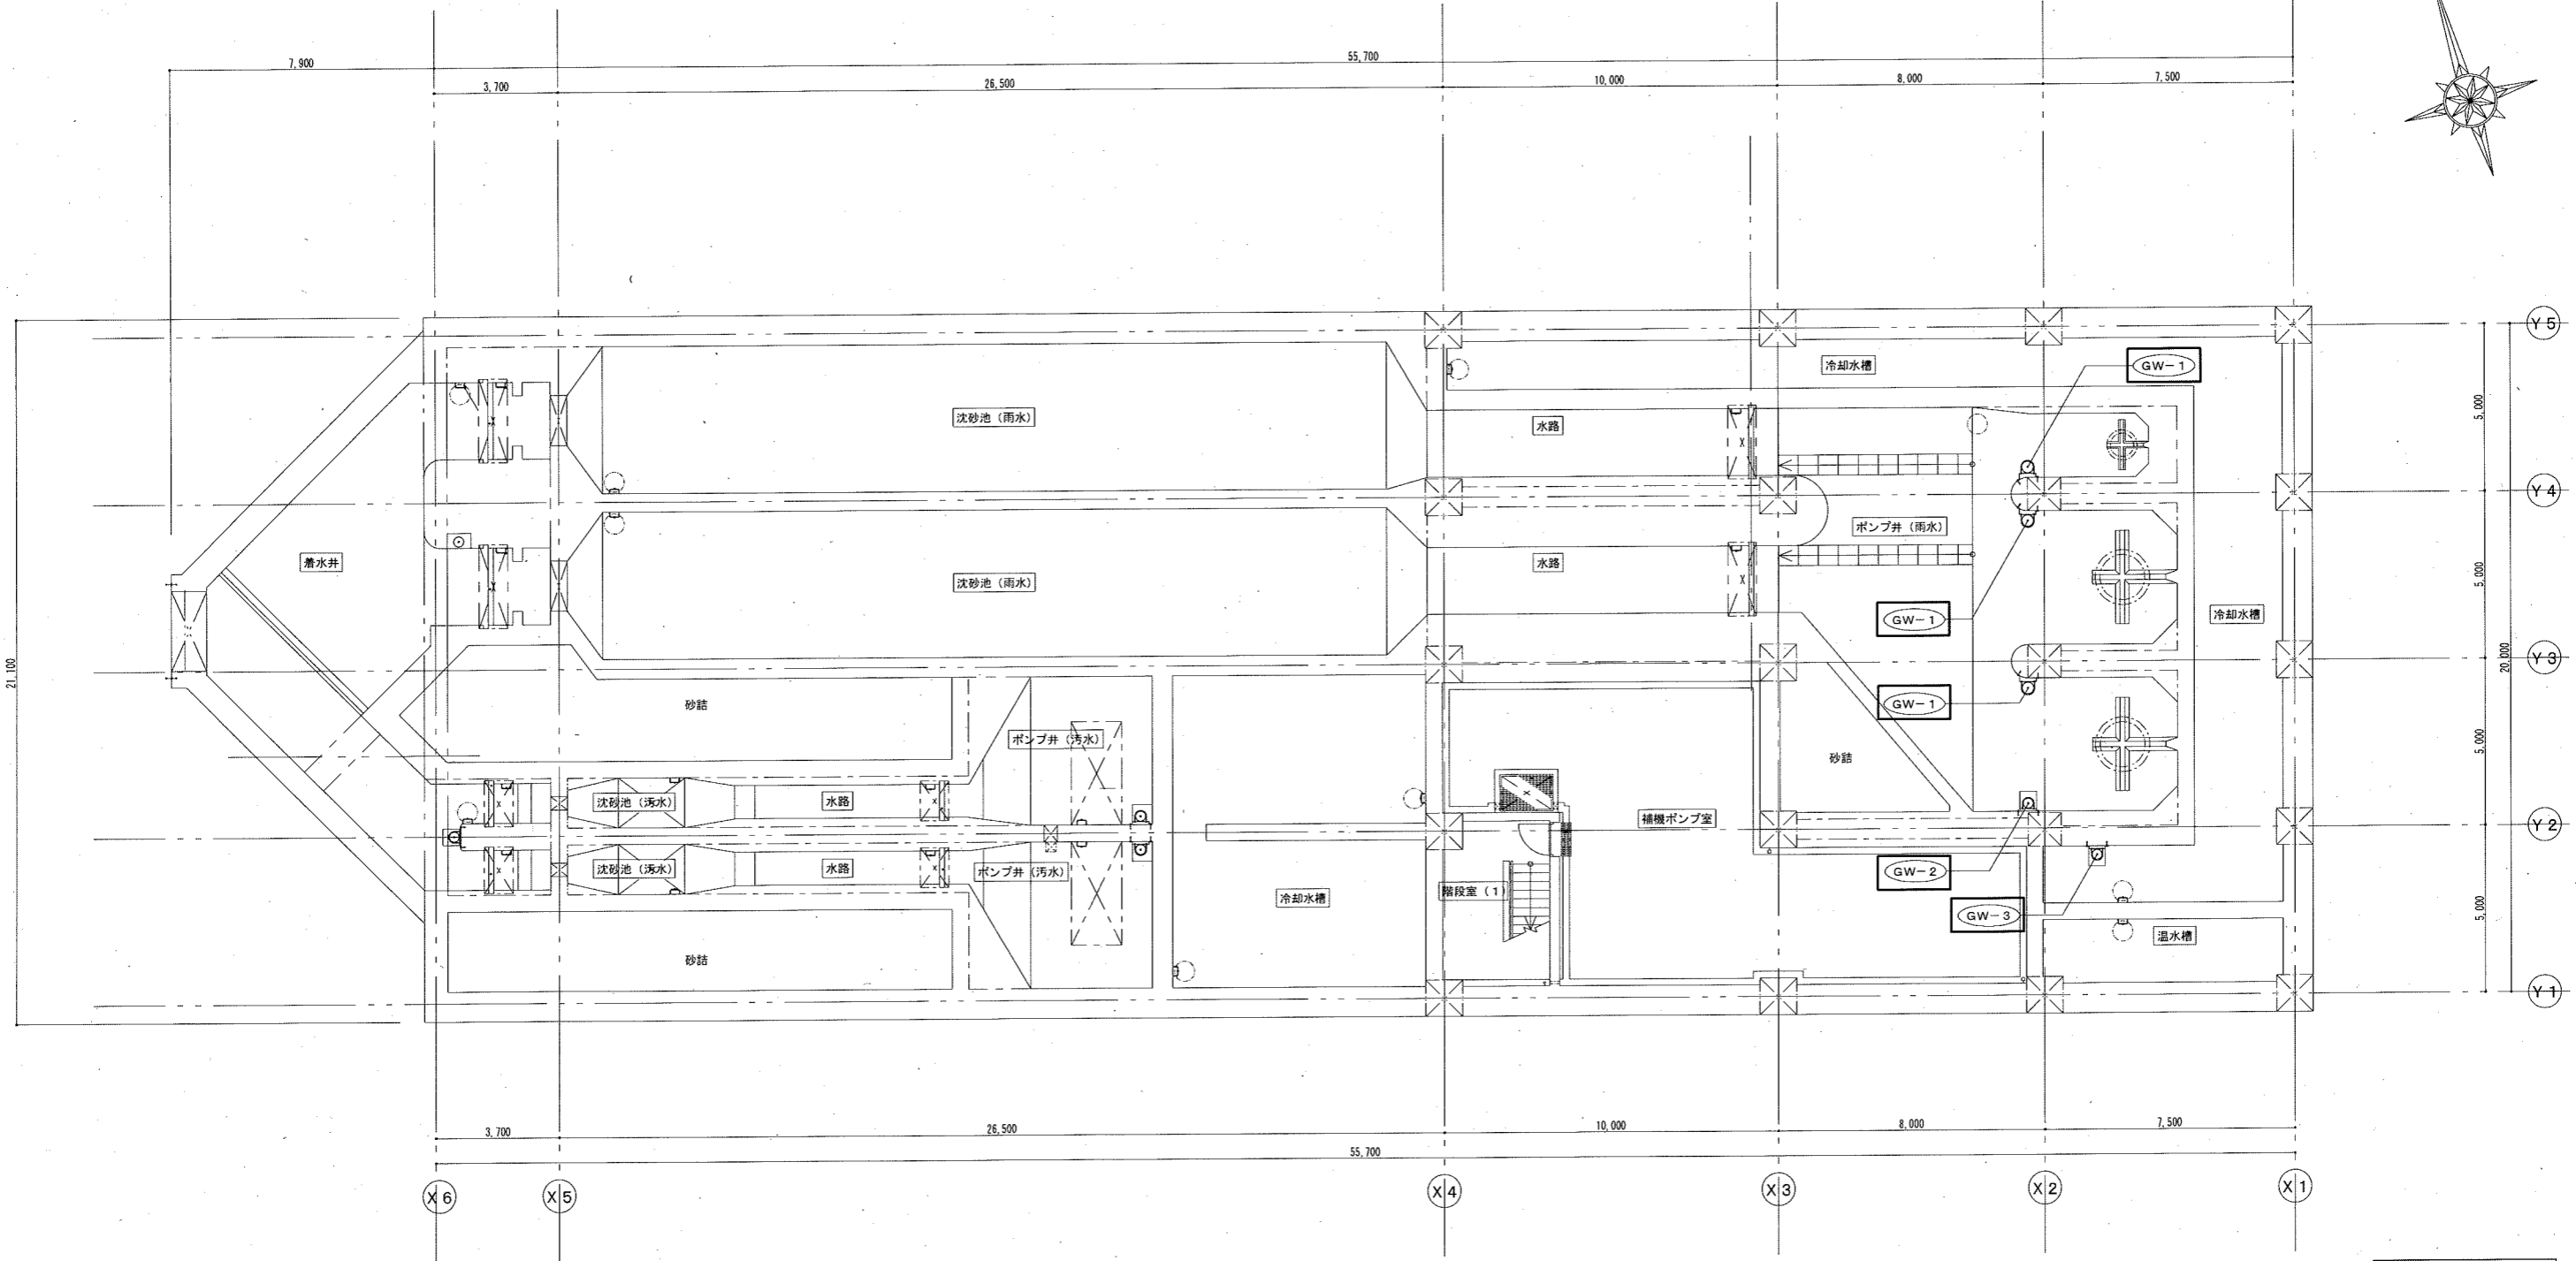 7,900
55,700
3,700
26,500
10,000
8,000
7,500
Y5
GW-1
冷却水槽
5,000
沈砂池（雨水）
水路
Y4
ポンプ井（雨水）
着水井
沈砂池（雨水）
水路
5,000
GW-1
冷却水槽
21,100
Y3
20,000
砂詰
GW-1
ポンプ井（汚水）
5,000
砂詰
沈砂池（汚水）
水路
補機ポンプ室
Y2
沈砂池（汚水）
水路
ポンプ井（汚水）
GW-2
階段室（1）
冷却水槽
5,000
GW-3
温水槽
砂詰
Y1
3,700
26,500
10,000
8,000
7,500
55,700
X6
X5
X4
X3
X2
X1